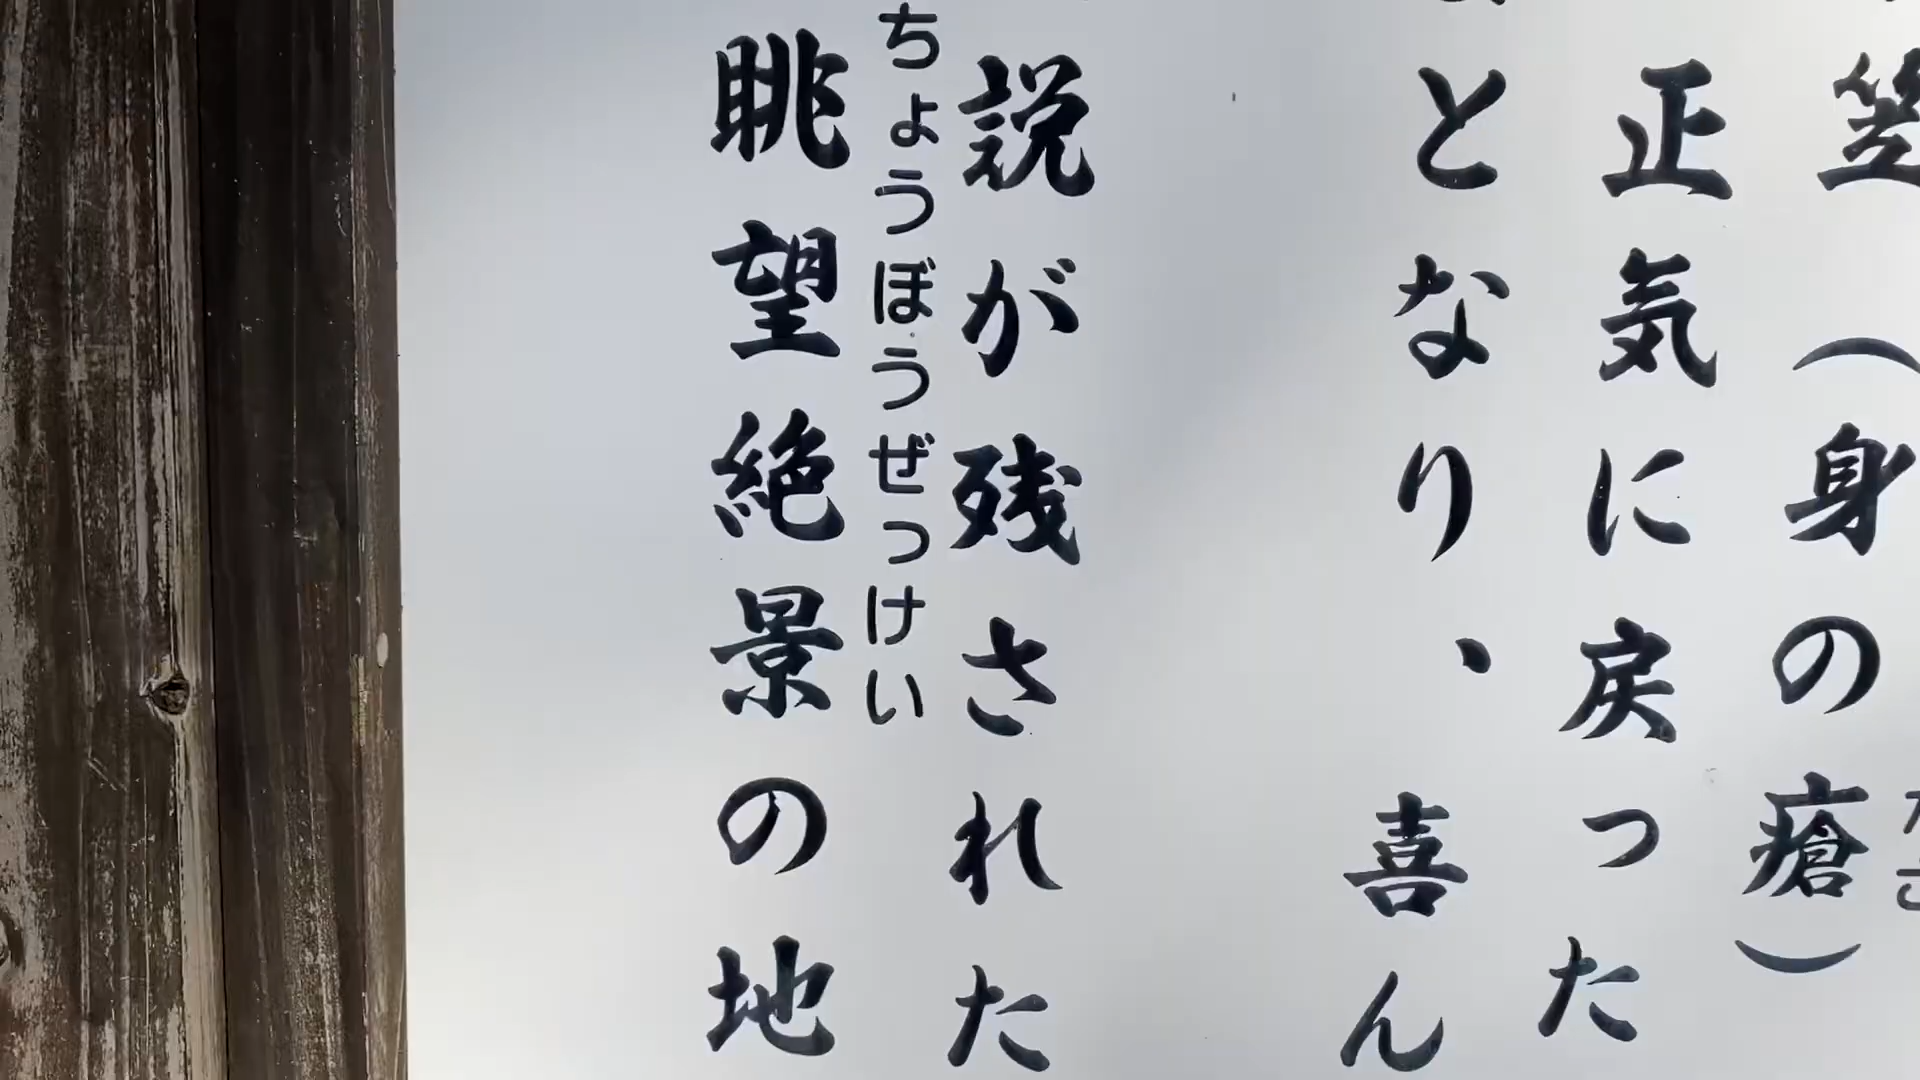 笠（身の瘡）
正気に戻った
となり、喜ん
説が残された
ちょうぼうぜっけい
眺望絶景の地